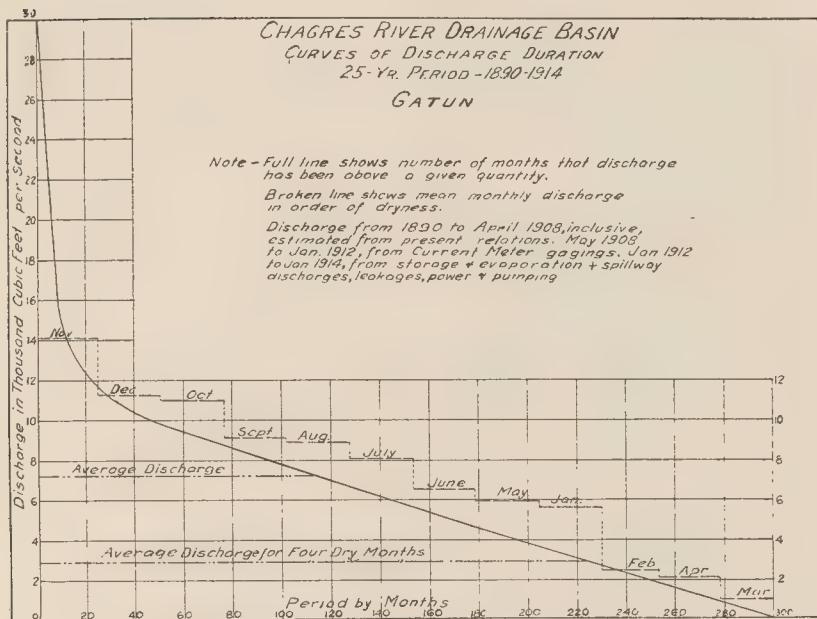 CHAGRES RIVER DRAINAGE BASIN
CURVES OF DISCHARGE DURATION
25-YR. PERIOD-1890-1914
GATUN
Note - Full line shows number of months that discharge
has been above a given quantity.
Broken line shows mean monthly discharge
in order of dryness.
Discharge from 1890 to April 1908, inclusive,
estimated from present relations. May 1908
to Jan. 1912, from Current Meter gagings. Jan 1912
to Jan 1914, from storage + evaporation + spillway
discharges, leakages, power + pumping
Discharge in Thousand Cubic Feet per Second
30
28
26
24
22
20
18
16
14
12
10
8
6
4
2
0
Nov
Dec
Oct
Sept
Aug.
July
June
May
Jan.
Feb
Apr
Mar
Average Discharge
Average Discharge for Four Dry Months
12
10
8
6
4
2
Period by Months
0 20 40 60 80 100 120 140 160 180 200 220 240 260 280 300